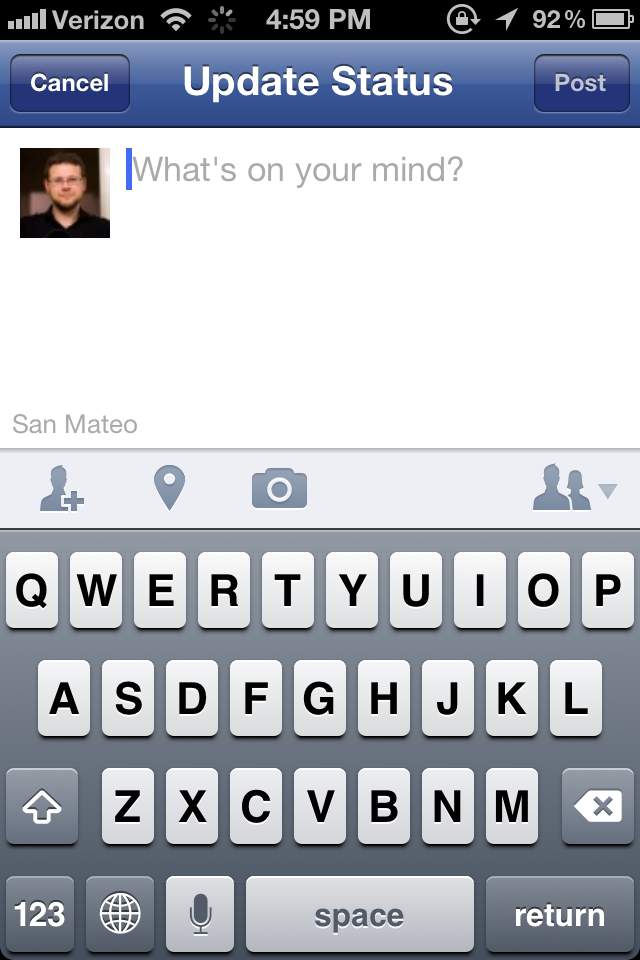 Verizon 4:59 PM 92%
Cancel Update Status Post
What's on your mind?
San Mateo
Q W E R T Y U I O P
A S D F G H J K L
Z X C V B N M
123 space return